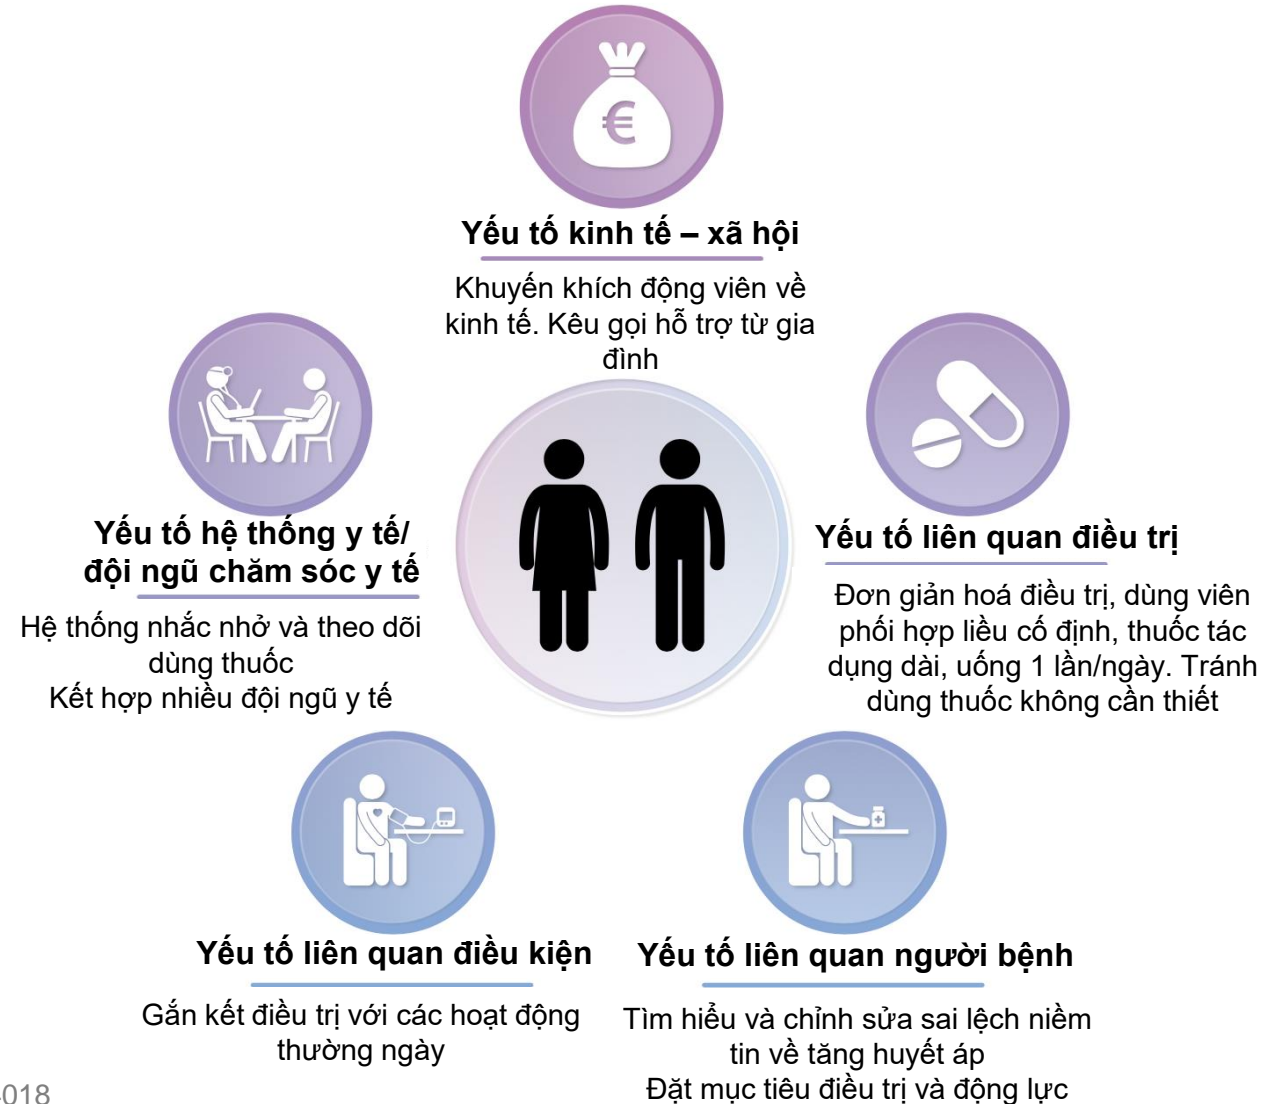 €
Yếu tố kinh tế – xã hội
Khuyến khích động viên về
kinh tế. Kêu gọi hỗ trợ từ gia
đình
Yếu tố hệ thống y tế/
đội ngũ chăm sóc y tế
Hệ thống nhắc nhở và theo dõi
dùng thuốc
Kết hợp nhiều đội ngũ y tế
Yếu tố liên quan điều trị
Đơn giản hoá điều trị, dùng viên
phối hợp liều cố định, thuốc tác
dụng dài, uống 1 lần/ngày. Tránh
dùng thuốc không cần thiết
Yếu tố liên quan điều kiện
Gắn kết điều trị với các hoạt động
thường ngày
Yếu tố liên quan người bệnh
Tìm hiểu và chỉnh sửa sai lệch niềm
tin về tăng huyết áp
Đặt mục tiêu điều trị và động lực
018